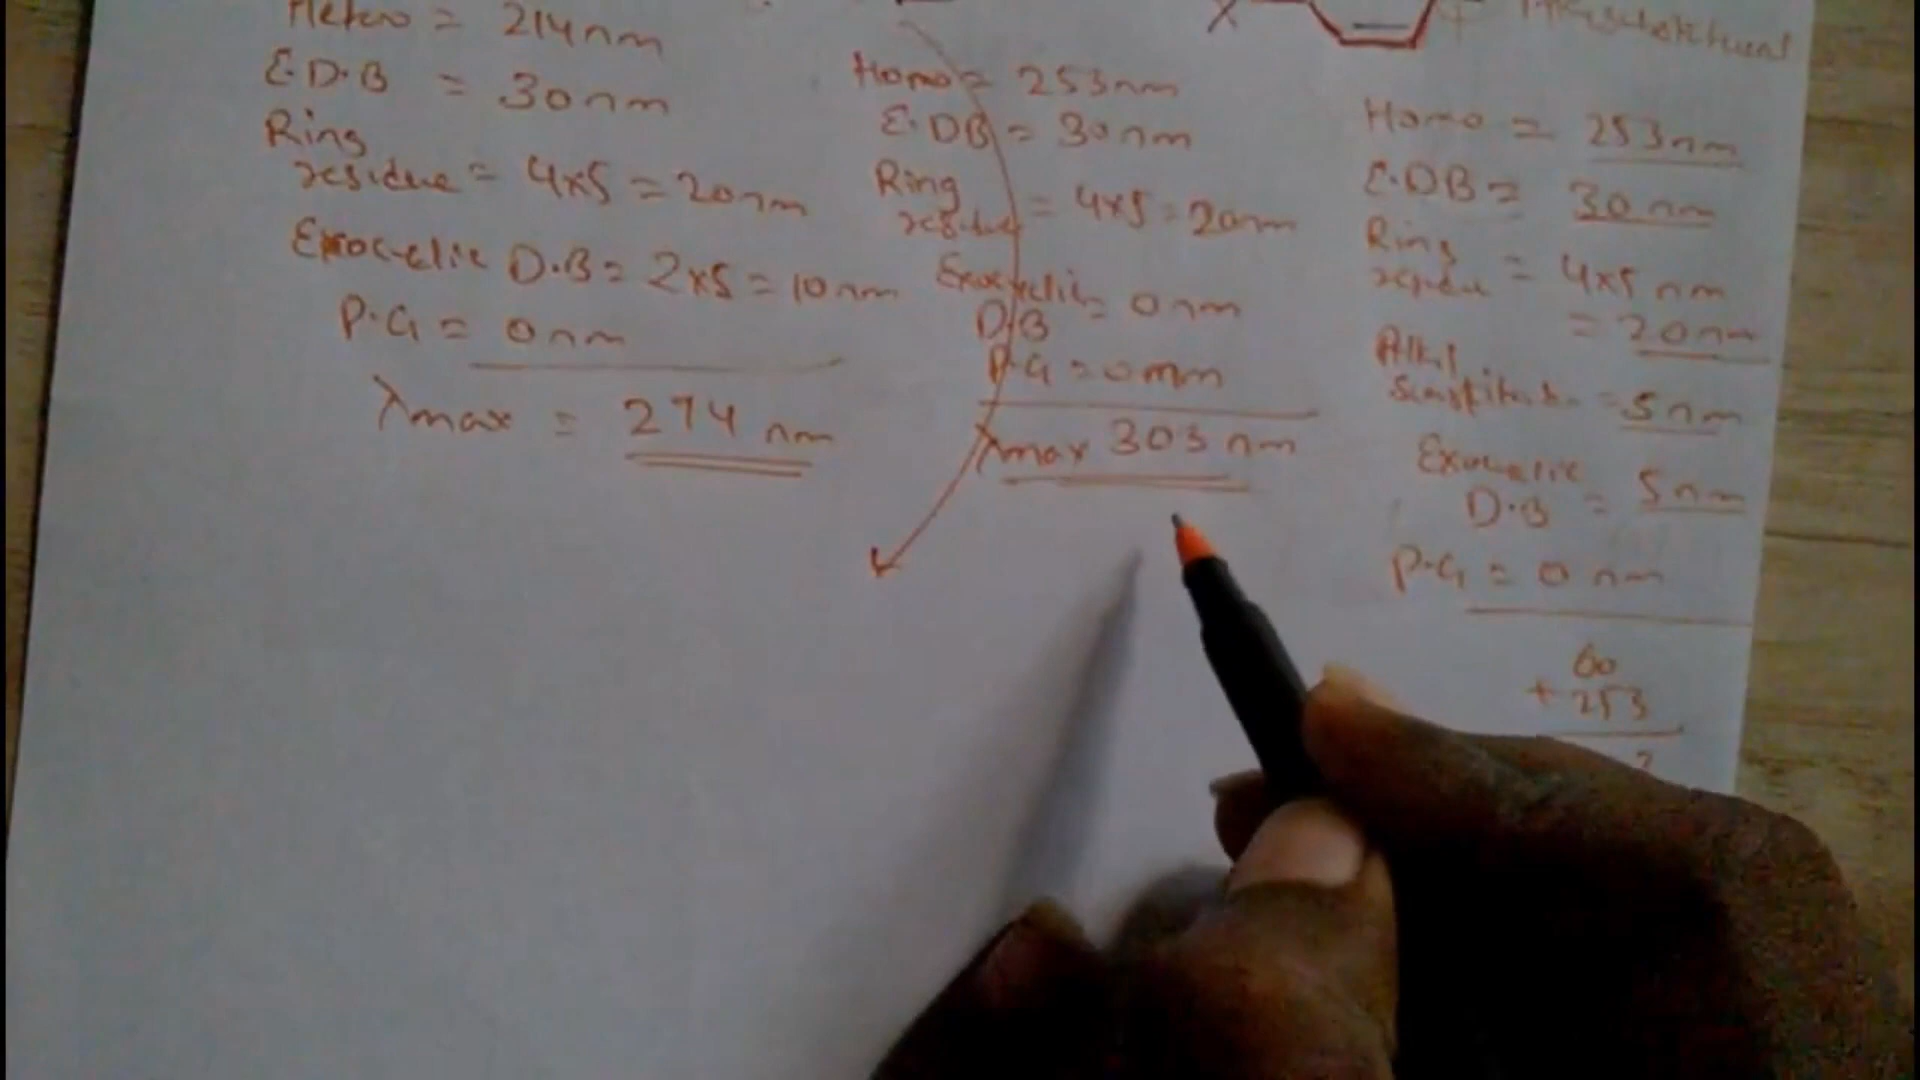 Hetero = 214nm
E.D.B = 30nm
Ring
residue = 4x5 = 20nm
Exocyclic D.B = 2x5 = 10nm
P.G = 0nm
λmax = 274 nm
Homo = 253nm
E.DB = 30nm
Ring
residue = 4x5 = 20nm
Exocyclic = 0nm
D.B
P.G = 0nm
λmax 303 nm
X
Homo = 253nm
E.DB = 30nm
Ring
residue = 4x5 nm
= 20nm
Alkyl
= 5nm
Exocyclic
D.B = 5nm
P.G = 0 nm
60
+ 253